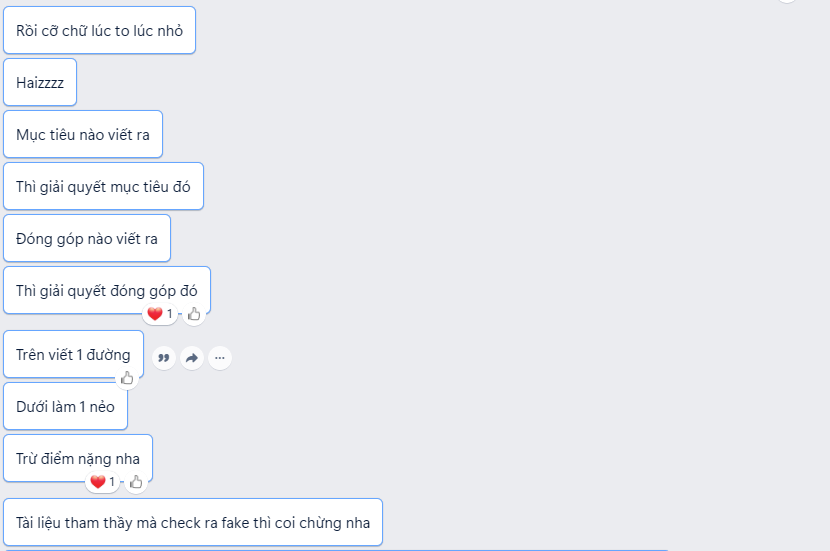 Rồi cỡ chữ lúc to lúc nhỏ
Haizzzz
Mục tiêu nào viết ra
Thì giải quyết mục tiêu đó
Đóng góp nào viết ra
Thì giải quyết đóng góp đó
1
Trên viết 1 đường
Dưới làm 1 nẻo
Trừ điểm nặng nha
1
Tài liệu tham thầy mà check ra fake thì coi chừng nha